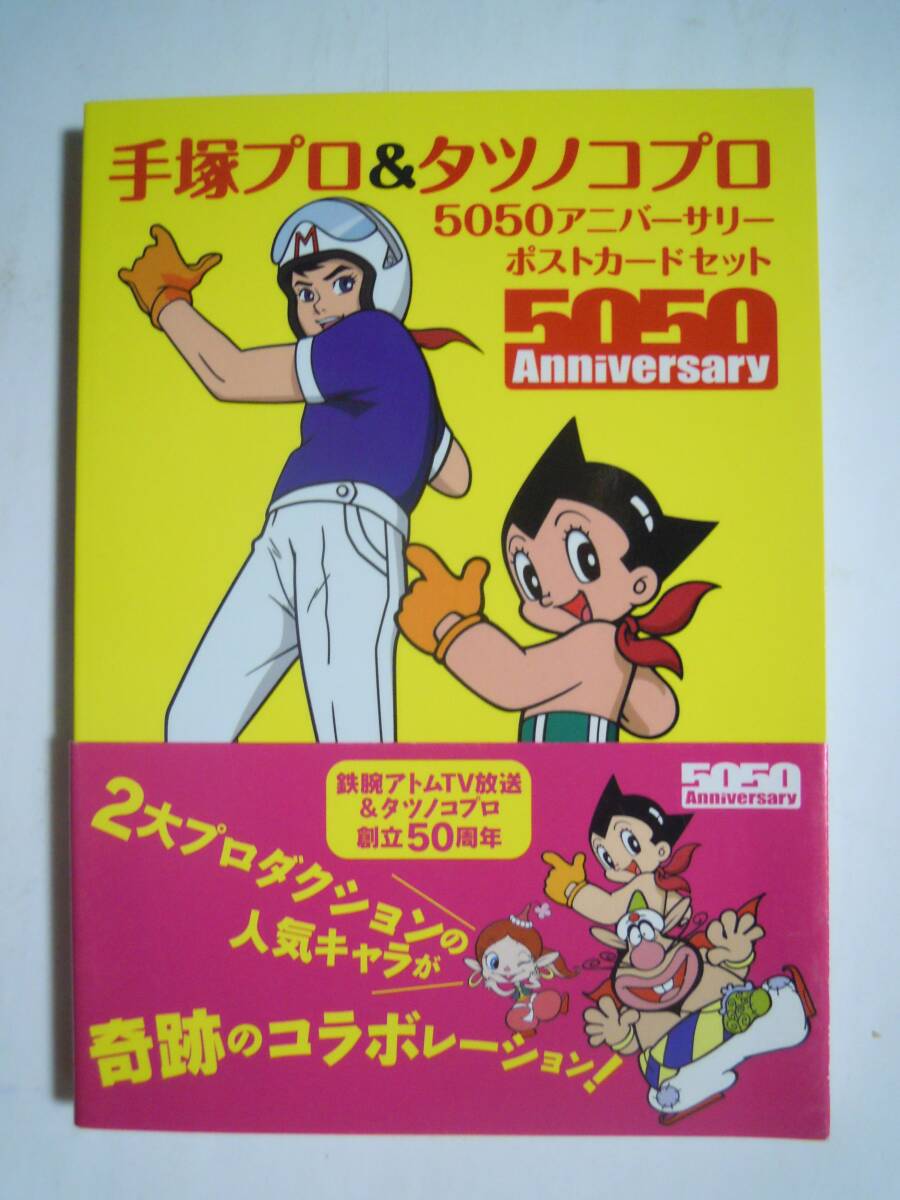 手塚プロ&タツノコプロ
5050アニバーサリー
ポストカードセット
5050
Anniversary
M
鉄腕アトムTV放送
&タツノコプロ
創立50周年
5050
Anniversary
2大プロダクションの
人気キャラが
奇跡のコラボレーション!